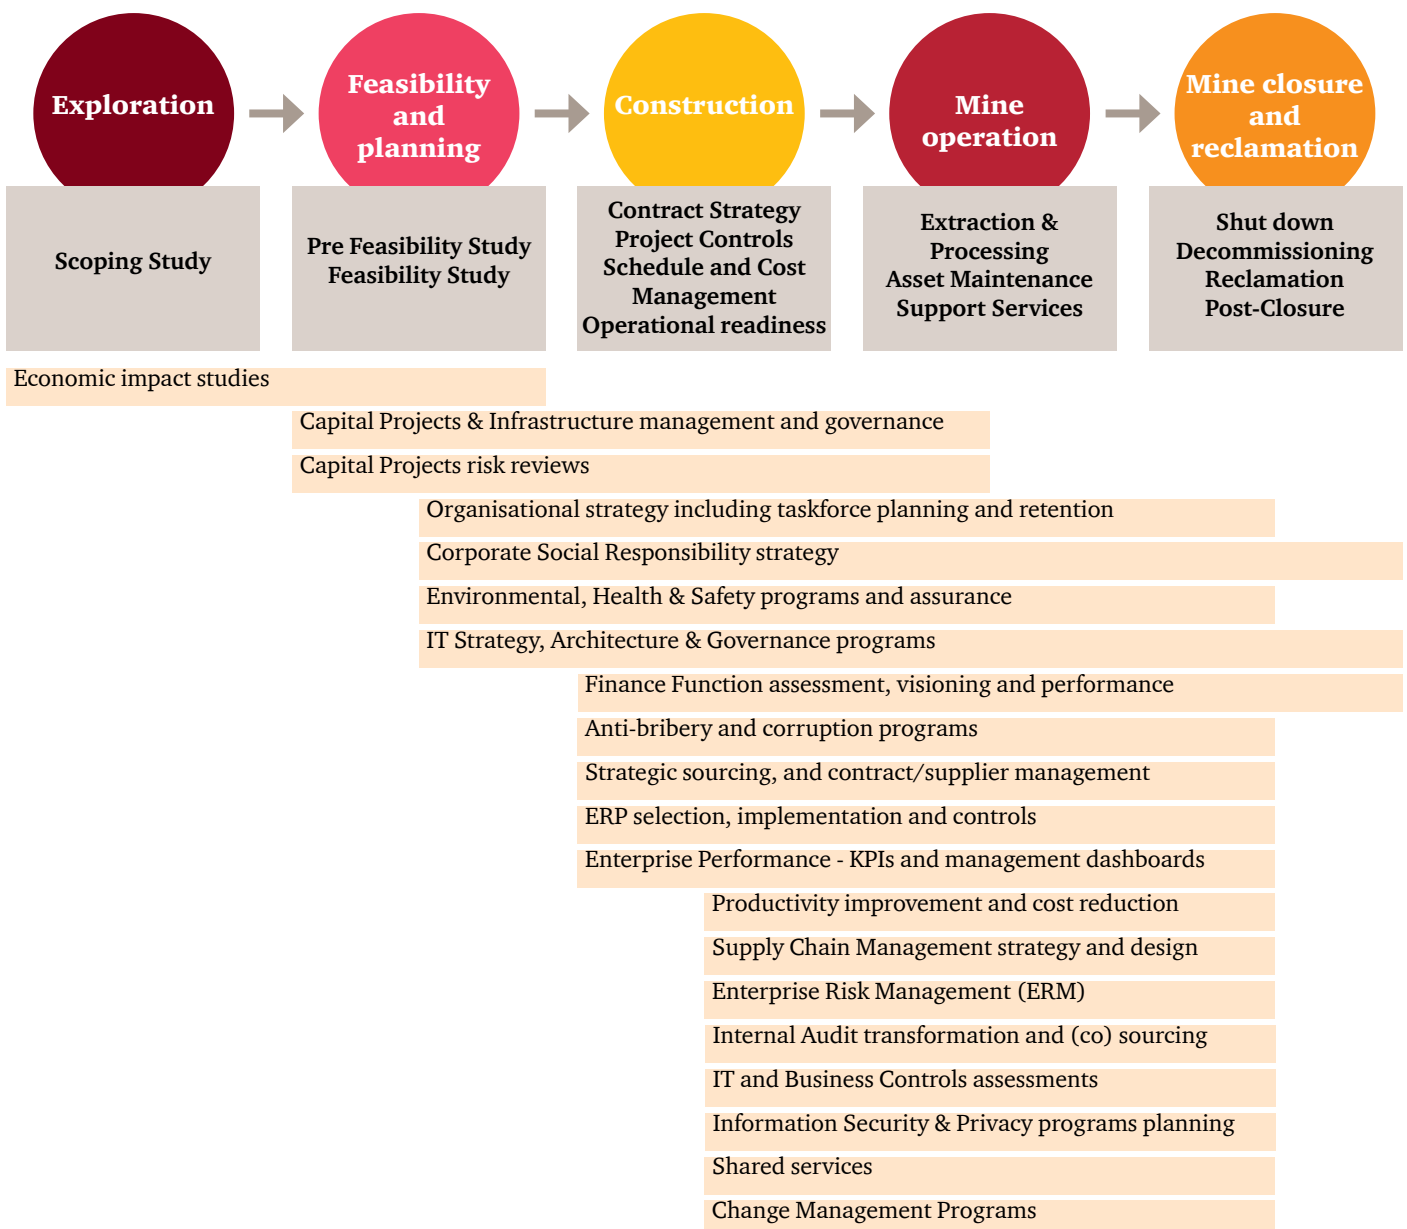 Exploration
Feasibility
and
planning
Construction
Mine
operation
Mine closure
and
reclamation
Scoping Study
Pre Feasibility Study
Feasibility Study
Contract Strategy
Project Controls
Schedule and Cost
Management
Operational readiness
Extraction &
Processing
Asset Maintenance
Support Services
Shut down
Decommissioning
Reclamation
Post-Closure
Economic impact studies
Capital Projects & Infrastructure management and governance
Capital Projects risk reviews
Organisational strategy including taskforce planning and retention
Corporate Social Responsibility strategy
Environmental, Health & Safety programs and assurance
IT Strategy, Architecture & Governance programs
Finance Function assessment, visioning and performance
Anti-bribery and corruption programs
Strategic sourcing, and contract/supplier management
ERP selection, implementation and controls
Enterprise Performance - KPIs and management dashboards
Productivity improvement and cost reduction
Supply Chain Management strategy and design
Enterprise Risk Management (ERM)
Internal Audit transformation and (co) sourcing
IT and Business Controls assessments
Information Security & Privacy programs planning
Shared services
Change Management Programs